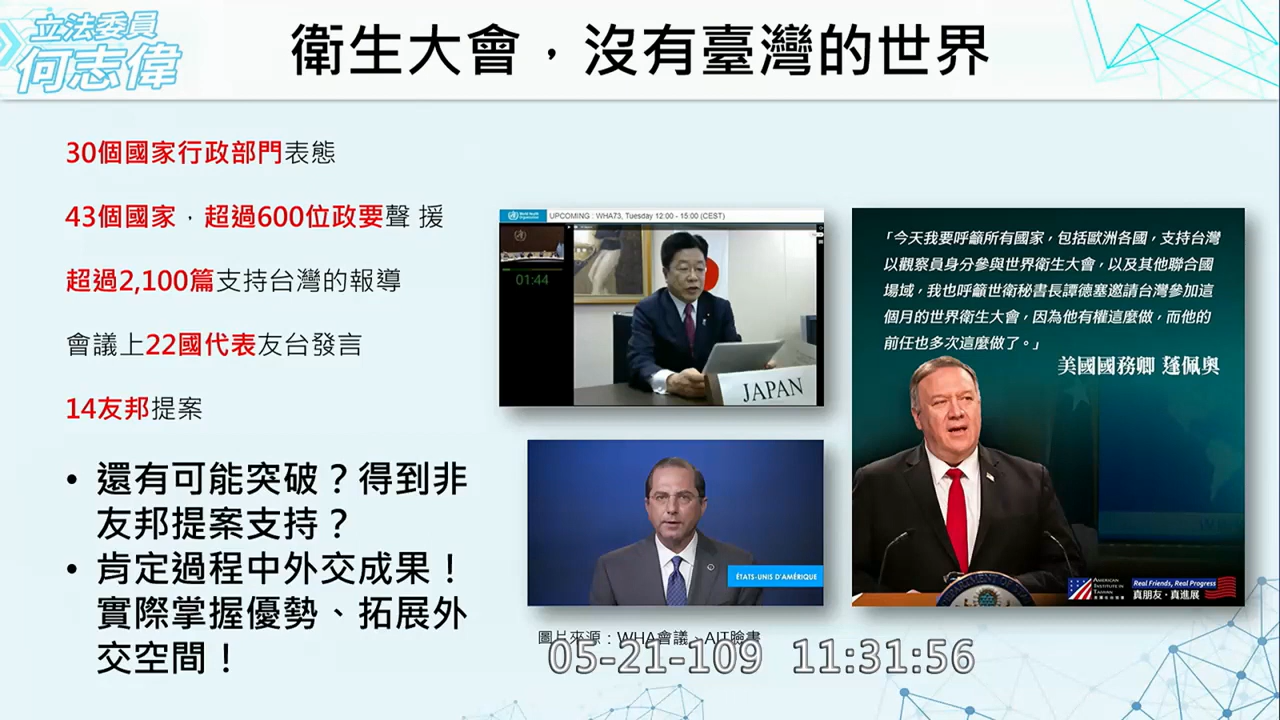 立法委員
何志偉
衛生大會，沒有臺灣的世界
30個國家行政部門表態
43個國家，超過600位政要聲 援
超過2,100篇支持台灣的報導
會議上22國代表友台發言
14友邦提案
• 還有可能突破？得到非
友邦提案支持？
• 肯定過程中外交成果！
實際掌握優勢、拓展外
交空間！
World Health Organization
UPCOMING : WHA73, Tuesday 12:00 - 15:00 (CEST)
01:44
JAPAN
ÉTATS-UNIS D'AMÉRIQUE
「今天我要呼籲所有國家，包括歐洲各國，支持台灣
以觀察員身分參與世界衛生大會，以及其他聯合國
場域，我也呼籲世衛秘書長譚德塞邀請台灣參加這
個月的世界衛生大會，因為他有權這麼做，而他的
前任也多次這麼做了。」
美國國務卿 蓬佩奧
AMERICAN
INSTITUTE IN
TAIWAN
美國在台協會
Real Friends, Real Progress
真朋友·真進展
圖片來源：WHA會議、AIT臉書
05-21-109 11:31:56